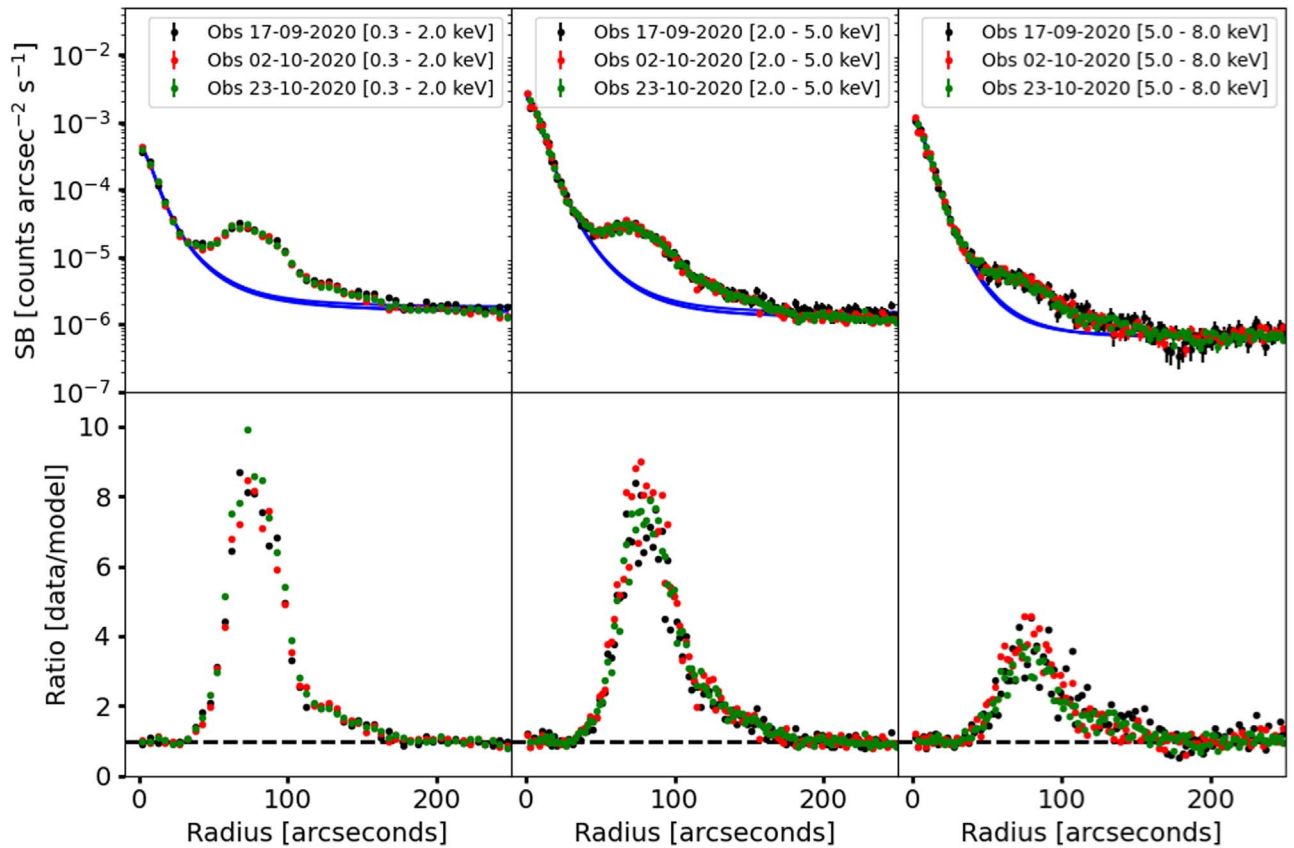 Obs 17-09-2020 [0.3 - 2.0 keV]
Obs 02-10-2020 [0.3 - 2.0 keV]
Obs 23-10-2020 [0.3 - 2.0 keV]
Obs 17-09-2020 [2.0 - 5.0 keV]
Obs 02-10-2020 [2.0 - 5.0 keV]
Obs 23-10-2020 [2.0 - 5.0 keV]
Obs 17-09-2020 [5.0 - 8.0 keV]
Obs 02-10-2020 [5.0 - 8.0 keV]
Obs 23-10-2020 [5.0 - 8.0 keV]
SB [counts arcsec⁻² s⁻¹]
10⁻²
10⁻³
10⁻⁴
10⁻⁵
10⁻⁶
10⁻⁷
Ratio [data/model]
10
8
6
4
2
0
0 100 200
0 100 200
0 100 200
Radius [arcseconds]
Radius [arcseconds]
Radius [arcseconds]